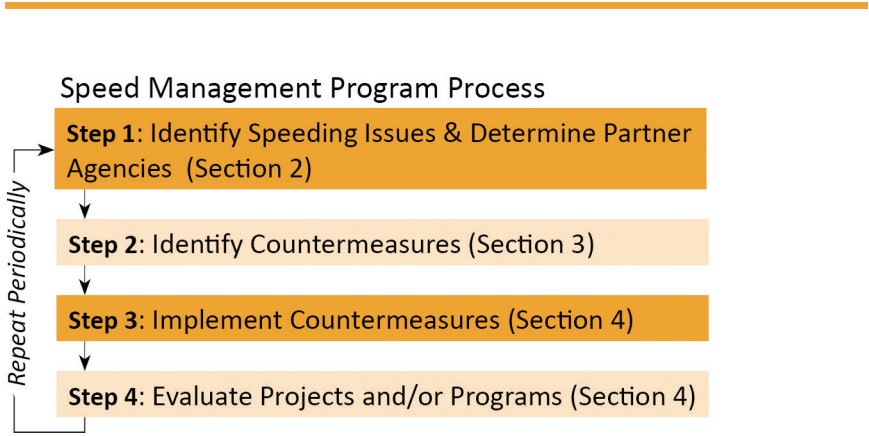 Speed Management Program Process
Step 1: Identify Speeding Issues & Determine Partner
Agencies (Section 2)
Step 2: Identify Countermeasures (Section 3)
Step 3: Implement Countermeasures (Section 4)
Step 4: Evaluate Projects and/or Programs (Section 4)
Repeat Periodically